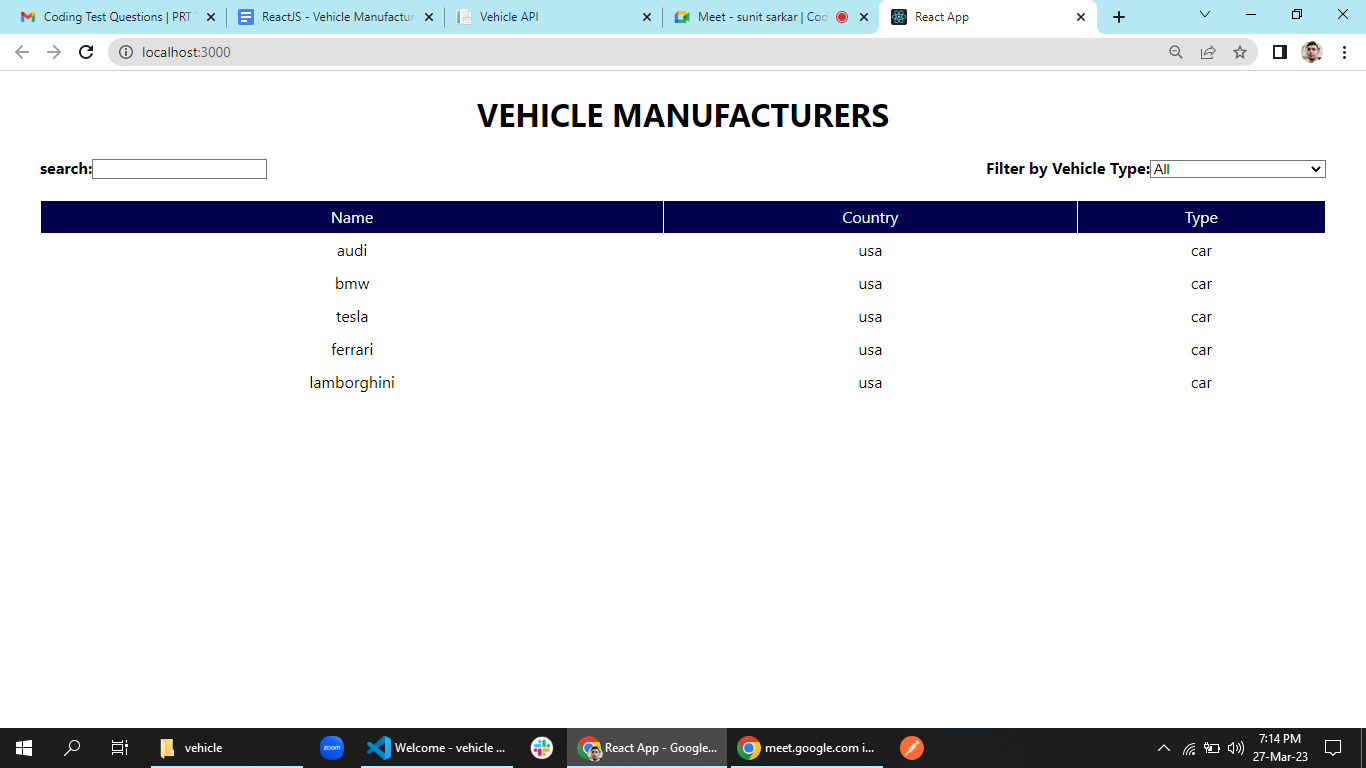 Coding Test Questions | PRT
ReactJS - Vehicle Manufactur
Vehicle API
Meet - sunit sarkar | Cod
React App
localhost:3000
VEHICLE MANUFACTURERS
search:
Filter by Vehicle Type: All
Name Country Type
audi usa car
bmw usa car
tesla usa car
ferrari usa car
lamborghini usa car
vehicle
zoom
Welcome - vehicle ...
React App - Google...
meet.google.com i...
7:14 PM
27-Mar-23